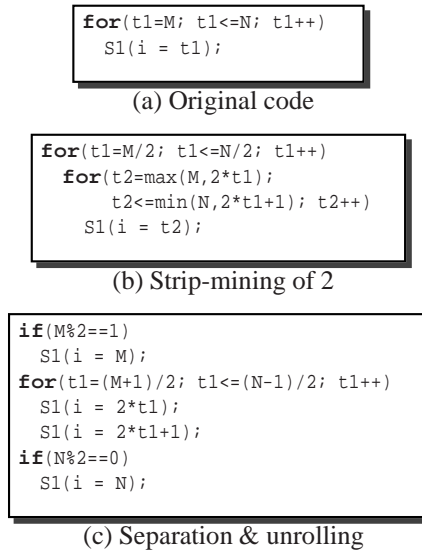 for(t1=M; t1<=N; t1++)
S1(i = t1);
(a) Original code
for(t1=M/2; t1<=N/2; t1++)
for(t2=max(M,2*t1);
t2<=min(N,2*t1+1); t2++)
S1(i = t2);
(b) Strip-mining of 2
if(M%2==1)
S1(i = M);
for(t1=(M+1)/2; t1<=(N-1)/2; t1++)
S1(i = 2*t1);
S1(i = 2*t1+1);
if(N%2==0)
S1(i = N);
(c) Separation & unrolling